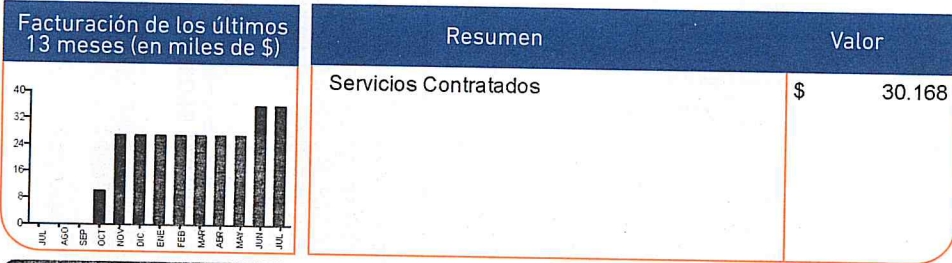 Facturación de los últimos
13 meses (en miles de $)
Resumen
Valor
Servicios Contratados
$ 30.168
40
32
24
16
8
0
JUL
AGO
SEP
OCT
NOV
DIC
ENE
FEB
MAR
ABR
MAY
JUN
JUL